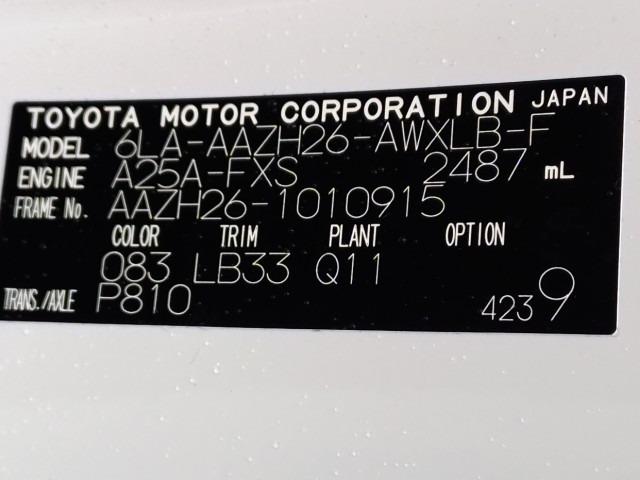 TOYOTA MOTOR CORPORATION JAPAN
MODEL 6LA-AAZH26-AWXLB-F
ENGINE A25A-FXS 2487 mL
FRAME No. AAZH26-1010915
COLOR TRIM PLANT OPTION
083 LB33 Q11
TRANS./AXLE P810 4239